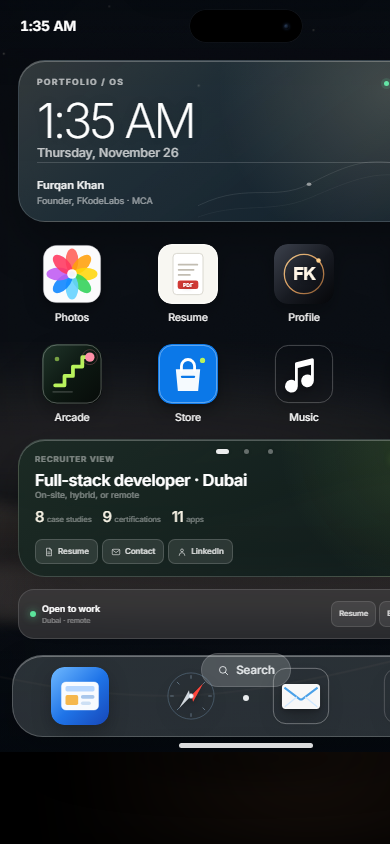 1:35 AM
PORTFOLIO / OS
1:35 AM
Thursday, November 26
Furqan Khan
Founder, FKodeLabs · MCA
Photos
Resume
Profile
PDF
FK
Arcade
Store
Music
RECRUITER VIEW
Full-stack developer · Dubai
On-site, hybrid, or remote
8 case studies 9 certifications 11 apps
Resume
Contact
LinkedIn
Open to work
Dubai · remote
Resume
Search